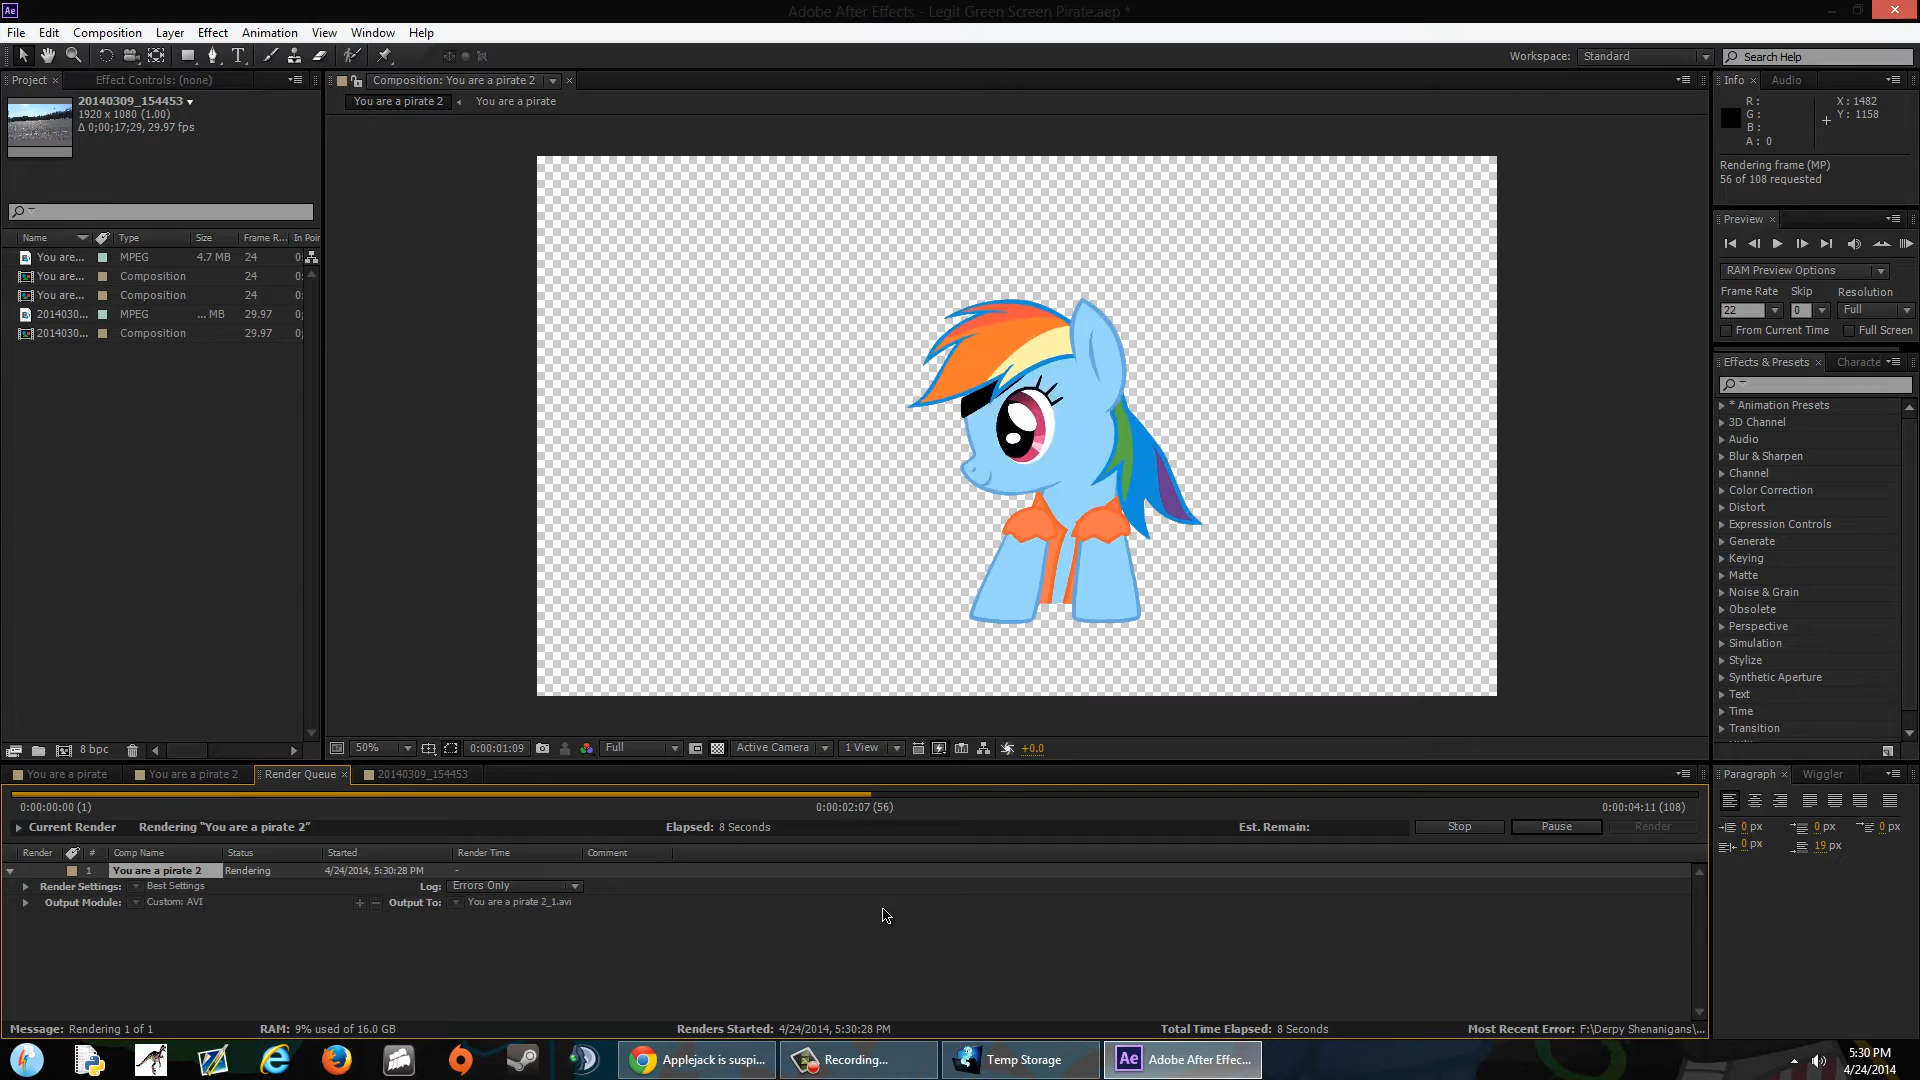 Adobe After Effects - Legit Green Screen Pirate.aep *
File Edit Composition Layer Effect Animation View Window Help
Workspace: Standard Search Help
Project Effect Controls: (none)
20140309_154453
1920 x 1080 (1.00)
Δ 0;00;17;29, 29.97 fps
Name Type Size Frame R... In Poin
You are... MPEG 4.7 MB 24 0:
You are... Composition 24 0:
You are... Composition 24 0:
2014030... MPEG ... MB 29.97 0;
2014030... Composition 29.97 0;
8 bpc
Composition: You are a pirate 2
You are a pirate 2 You are a pirate
50% 0:00:01:09 Full Active Camera 1 View +0.0
Info Audio
R: X: 1482
G: Y: 1158
B:
A: 0
Rendering frame (MP)
56 of 108 requested
Preview
RAM Preview Options
Frame Rate Skip Resolution
22 0 Full
From Current Time Full Screen
Effects & Presets Characte
* Animation Presets
3D Channel
Audio
Blur & Sharpen
Channel
Color Correction
Distort
Expression Controls
Generate
Keying
Matte
Noise & Grain
Obsolete
Perspective
Simulation
Stylize
Synthetic Aperture
Text
Time
Transition
Paragraph Wiggler
0 px 0 px 0 px
0 px 19 px
You are a pirate You are a pirate 2 Render Queue 20140309_154453
0:00:00:00 (1) 0:00:02:07 (56) 0:00:04:11 (108)
Current Render Rendering "You are a pirate 2" Elapsed: 8 Seconds Est. Remain: Stop Pause Render
Render # Comp Name Status Started Render Time Comment
1 You are a pirate 2 Rendering 4/24/2014, 5:30:28 PM -
Render Settings: Best Settings Log: Errors Only
Output Module: Custom: AVI Output To: You are a pirate 2_1.avi
Message: Rendering 1 of 1 RAM: 9% used of 16.0 GB Renders Started: 4/24/2014, 5:30:28 PM Total Time Elapsed: 8 Seconds Most Recent Error: F:\Derpy Shenanigans\...
Applejack is suspi... Recording... Temp Storage Ae Adobe After Effec...
5:30 PM
4/24/2014